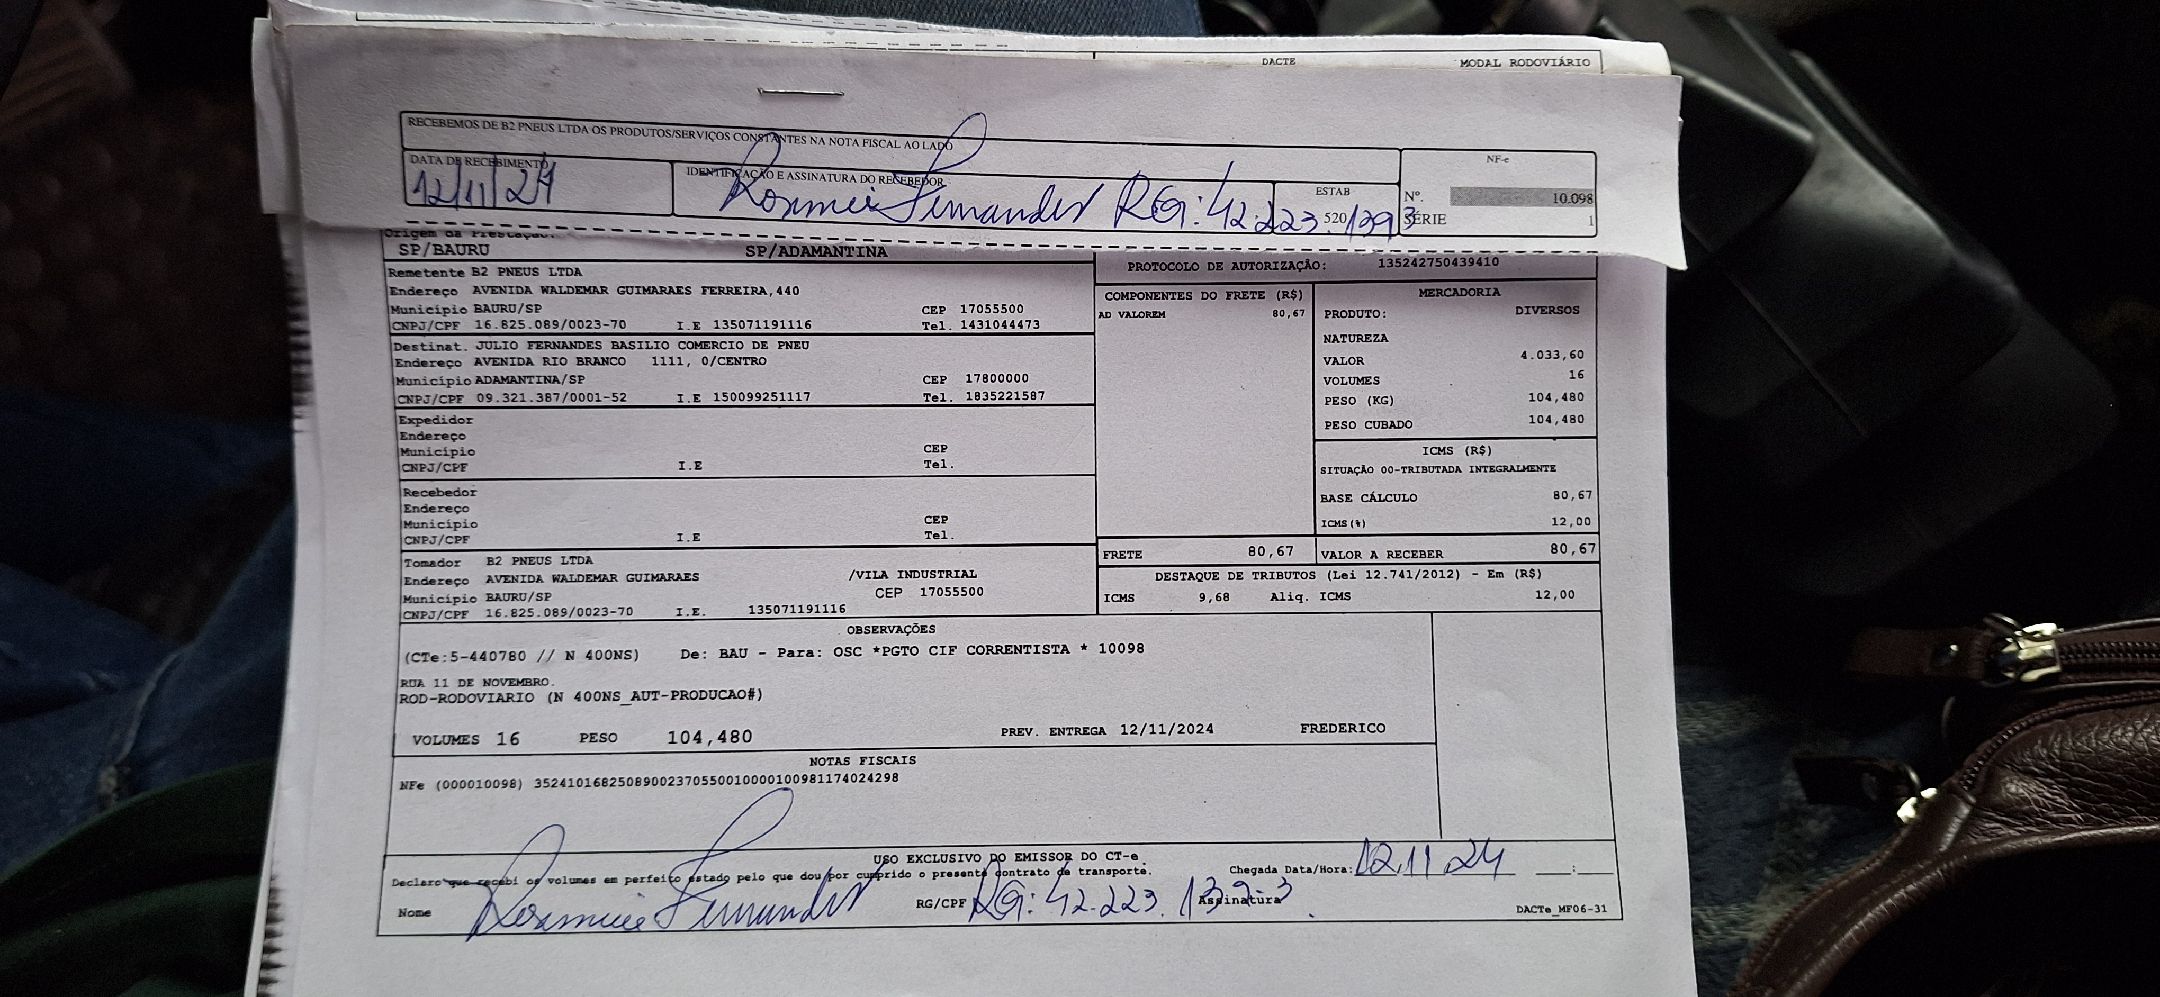 DACTE MODAL RODOVIÁRIO
RECEBEMOS DE B2 PNEUS LTDA OS PRODUTOS/SERVIÇOS CONSTANTES NA NOTA FISCAL AO LADO
DATA DE RECEBIMENTO
12/11/24
IDENTIFICAÇÃO E ASSINATURA DO RECEBEDOR
Fernandes RG: 42.223.1393
ESTAB
520
NF-e
Nº. 10.098
SÉRIE 1
Origem da Prestação:
SP/BAURU SP/ADAMANTINA
PROTOCOLO DE AUTORIZAÇÃO: 135242750439410
Remetente B2 PNEUS LTDA
Endereço AVENIDA WALDEMAR GUIMARAES FERREIRA,440
Município BAURU/SP CEP 17055500
CNPJ/CPF 16.825.089/0023-70 I.E 135071191116 Tel. 1431044473
Destinat. JULIO FERNANDES BASILIO COMERCIO DE PNEU
Endereço AVENIDA RIO BRANCO 1111, 0/CENTRO
Município ADAMANTINA/SP CEP 17800000
CNPJ/CPF 09.321.387/0001-52 I.E 150099251117 Tel. 1835221587
Expedidor
Endereço
Município CEP
CNPJ/CPF I.E Tel.
Recebedor
Endereço
Município CEP
CNPJ/CPF I.E Tel.
Tomador B2 PNEUS LTDA
Endereço AVENIDA WALDEMAR GUIMARAES /VILA INDUSTRIAL
Município BAURU/SP CEP 17055500
CNPJ/CPF 16.825.089/0023-70 I.E. 135071191116
COMPONENTES DO FRETE (R$)
AD VALOREM 80,67
FRETE 80,67
MERCADORIA
PRODUTO: DIVERSOS
NATUREZA
VALOR 4.033,60
VOLUMES 16
PESO (KG) 104,480
PESO CUBADO 104,480
ICMS (R$)
SITUAÇÃO 00-TRIBUTADA INTEGRALMENTE
BASE CÁLCULO 80,67
ICMS(%) 12,00
VALOR A RECEBER 80,67
DESTAQUE DE TRIBUTOS (Lei 12.741/2012) - Em (R$)
ICMS 9,68 Aliq. ICMS 12,00
OBSERVAÇÕES
(CTe:5-440780 // N 400NS) De: BAU - Para: OSC *PGTO CIF CORRENTISTA * 10098
RUA 11 DE NOVEMBRO.
ROD-RODOVIARIO (N 400NS_AUT-PRODUCAO#)
VOLUMES 16 PESO 104,480 PREV. ENTREGA 12/11/2024 FREDERICO
NOTAS FISCAIS
NFe (000010098) 35241016825089002370550010000100981174024298
USO EXCLUSIVO DO EMISSOR DO CT-e
Declaro que recebi os volumes em perfeito estado pelo que dou por cumprido o presente contrato de transporte.
Chegada Data/Hora: 12.11 24 ___:___
Nome Fernandes RG/CPF RG: 42.223. Assinatura
DACTe_MF06-31